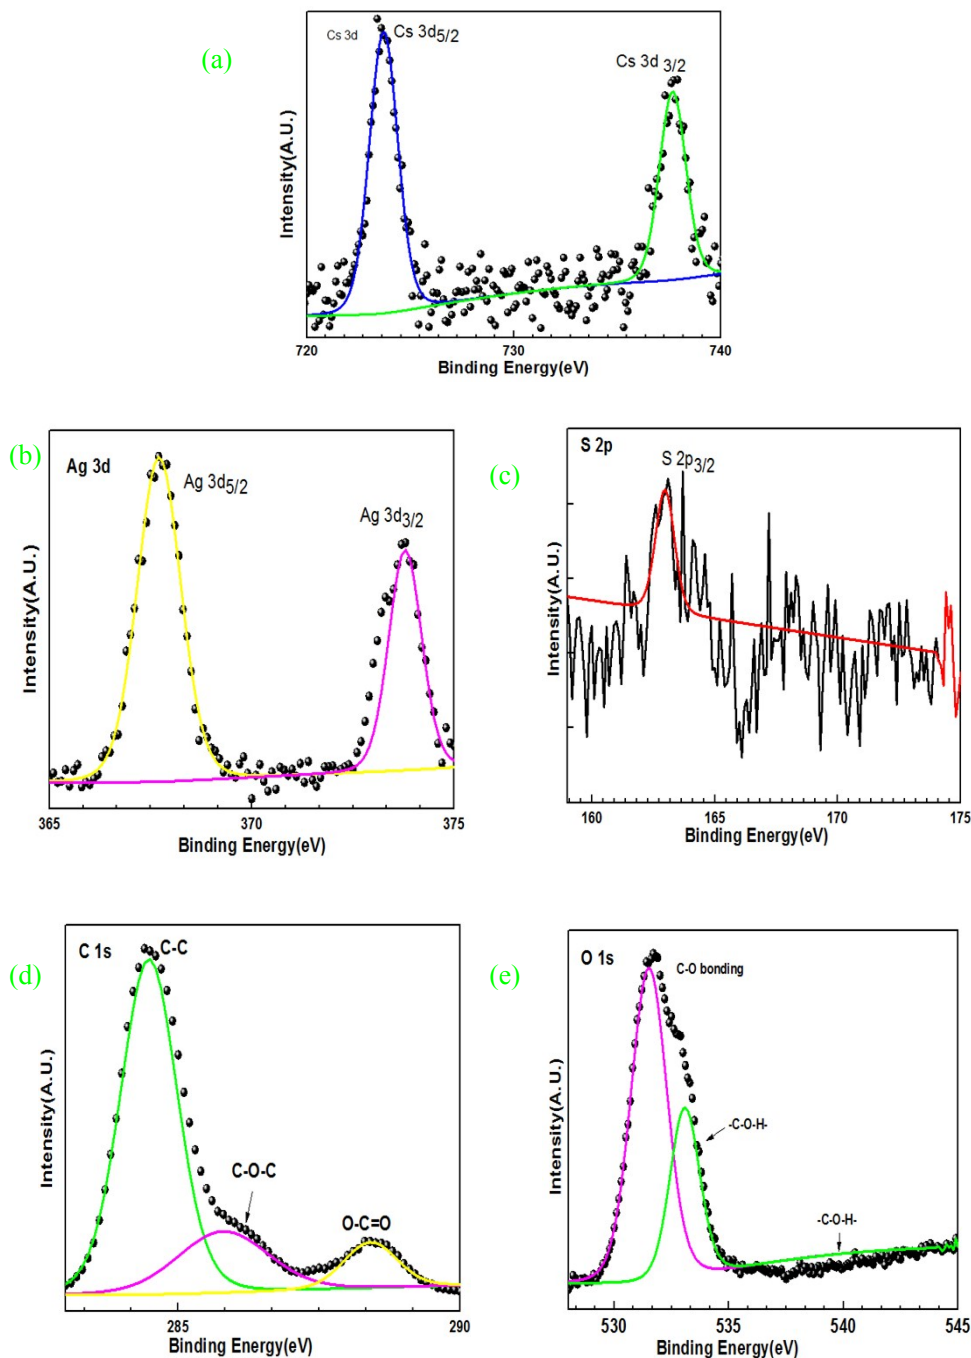 (a)
Cs 3d
Cs 3d5/2
Cs 3d 3/2
Intensity(A.U.)
720
730
740
Binding Energy(eV)
(b)
Ag 3d
Ag 3d5/2
Ag 3d3/2
Intensity(A.U.)
365
370
375
Binding Energy(eV)
(c)
S 2p
S 2p3/2
Intensity(A.U.)
160
165
170
175
Binding Energy(eV)
(d)
C 1s
C-C
C-O-C
O-C=O
Intensity(A.U.)
285
290
Binding Energy(eV)
(e)
O 1s
C-O bonding
-C-O-H-
-C-O-H-
Intensity(A.U.)
530
535
540
545
Binding Energy(eV)